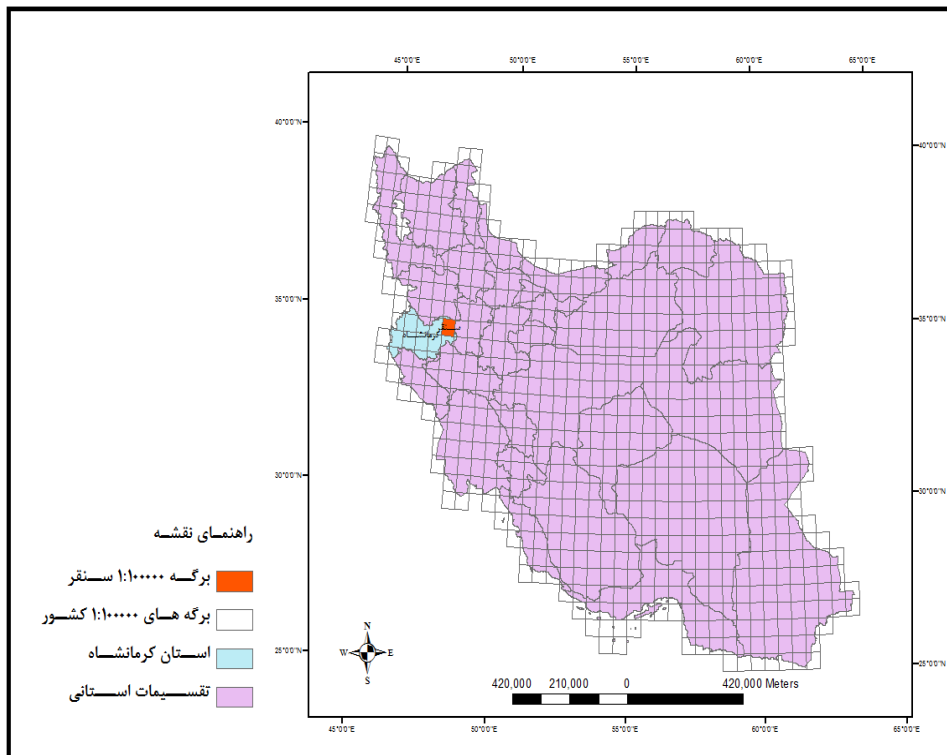 45°0'0"E 50°0'0"E 55°0'0"E 60°0'0"E 65°0'0"E
40°0'0"N
40°0'0"N
35°0'0"N
35°0'0"N
30°0'0"N
30°0'0"N
25°0'0"N
25°0'0"N
راهنمای نقشه
برگه ۱:۱۰۰۰۰۰ سنقر
برگه های ۱:۱۰۰۰۰۰ کشور
استان کرمانشاه
تقسیمات استانی
N
W E
S
420,000 210,000 0 420,000 Meters
45°0'0"E 50°0'0"E 55°0'0"E 60°0'0"E 65°0'0"E